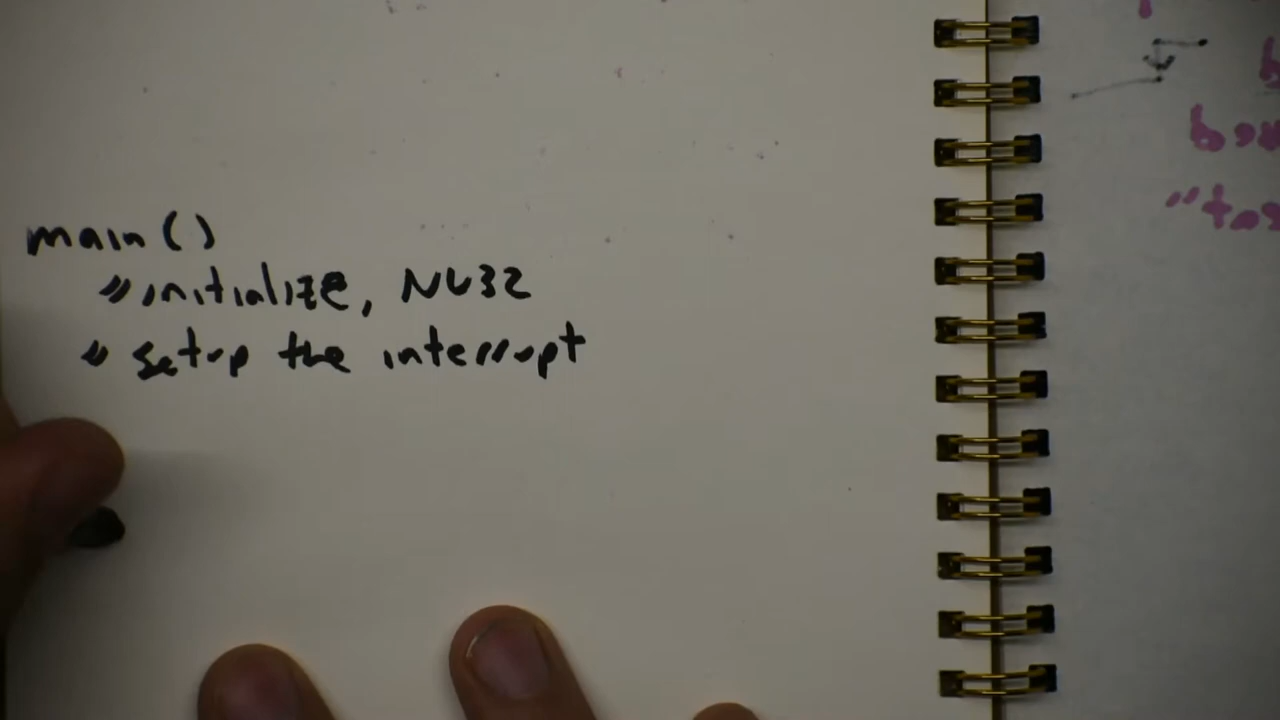 main()
//initialize, NU32
// setup the interrupt